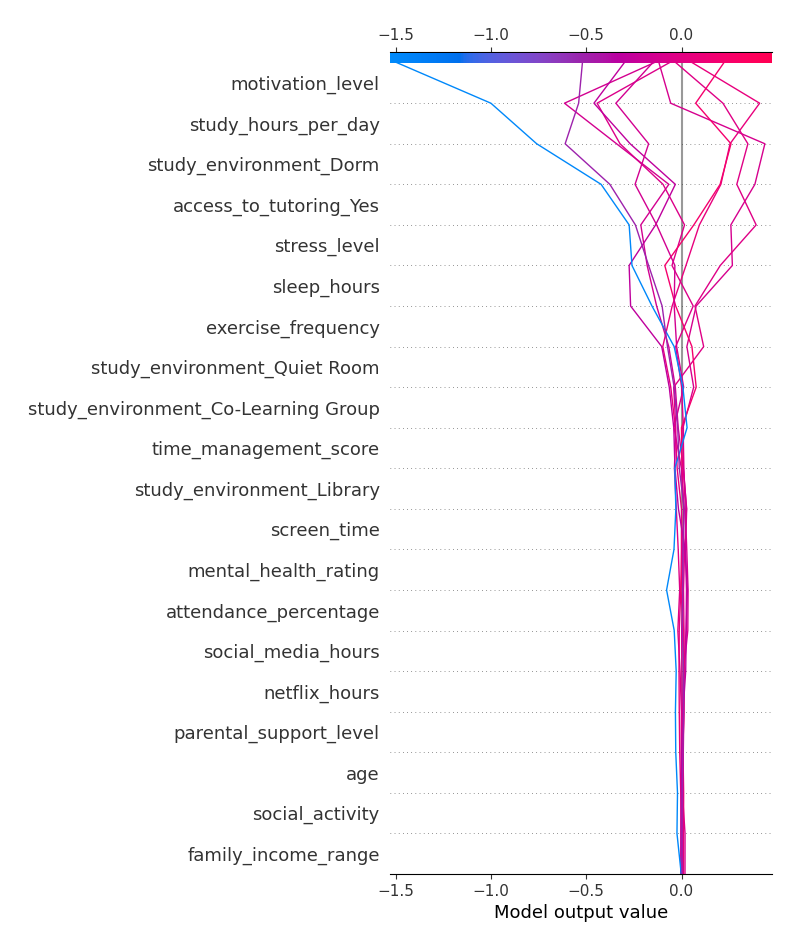 −1.5 −1.0 −0.5 0.0
motivation_level
study_hours_per_day
study_environment_Dorm
access_to_tutoring_Yes
stress_level
sleep_hours
exercise_frequency
study_environment_Quiet Room
study_environment_Co-Learning Group
time_management_score
study_environment_Library
screen_time
mental_health_rating
attendance_percentage
social_media_hours
netflix_hours
parental_support_level
age
social_activity
family_income_range
−1.5 −1.0 −0.5 0.0
Model output value